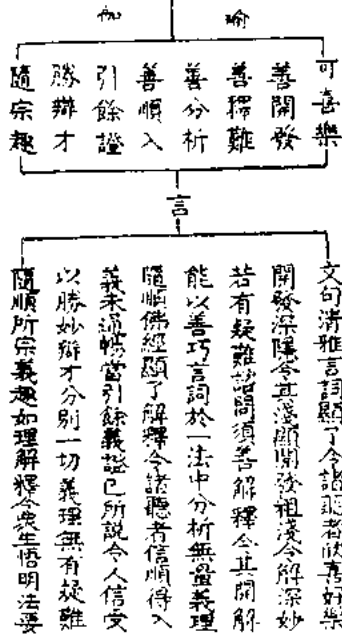 瑜伽
可喜樂
善開發
善釋難
善分析
善順入
引餘證
勝辯才
隨宗趣
言
文句清雅言詞顯了令諸聽者欣喜好樂
開發深隱令其淺顯開發粗淺令解深妙
若有疑難詰問須善解釋令其開解
能以善巧言詞於一法中分析無量義理
隨順佛經顯了解釋令諸聽者信順得入
義未通暢當引餘義證己所說令人信受
以勝妙辯才分別一切義理無有疑難
隨順所宗義趣如理解釋令衆生悟明法要